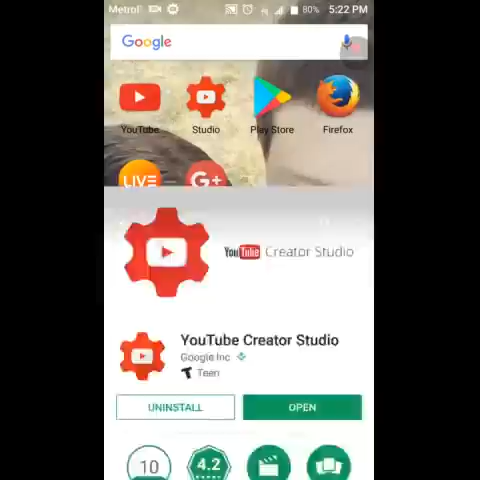 Metro! 80% 5:22 PM
Google
YouTube Studio Play Store Firefox
LIVE G+
YouTube Creator Studio
YouTube Creator Studio
Google Inc
T Teen
UNINSTALL OPEN
10 4.2